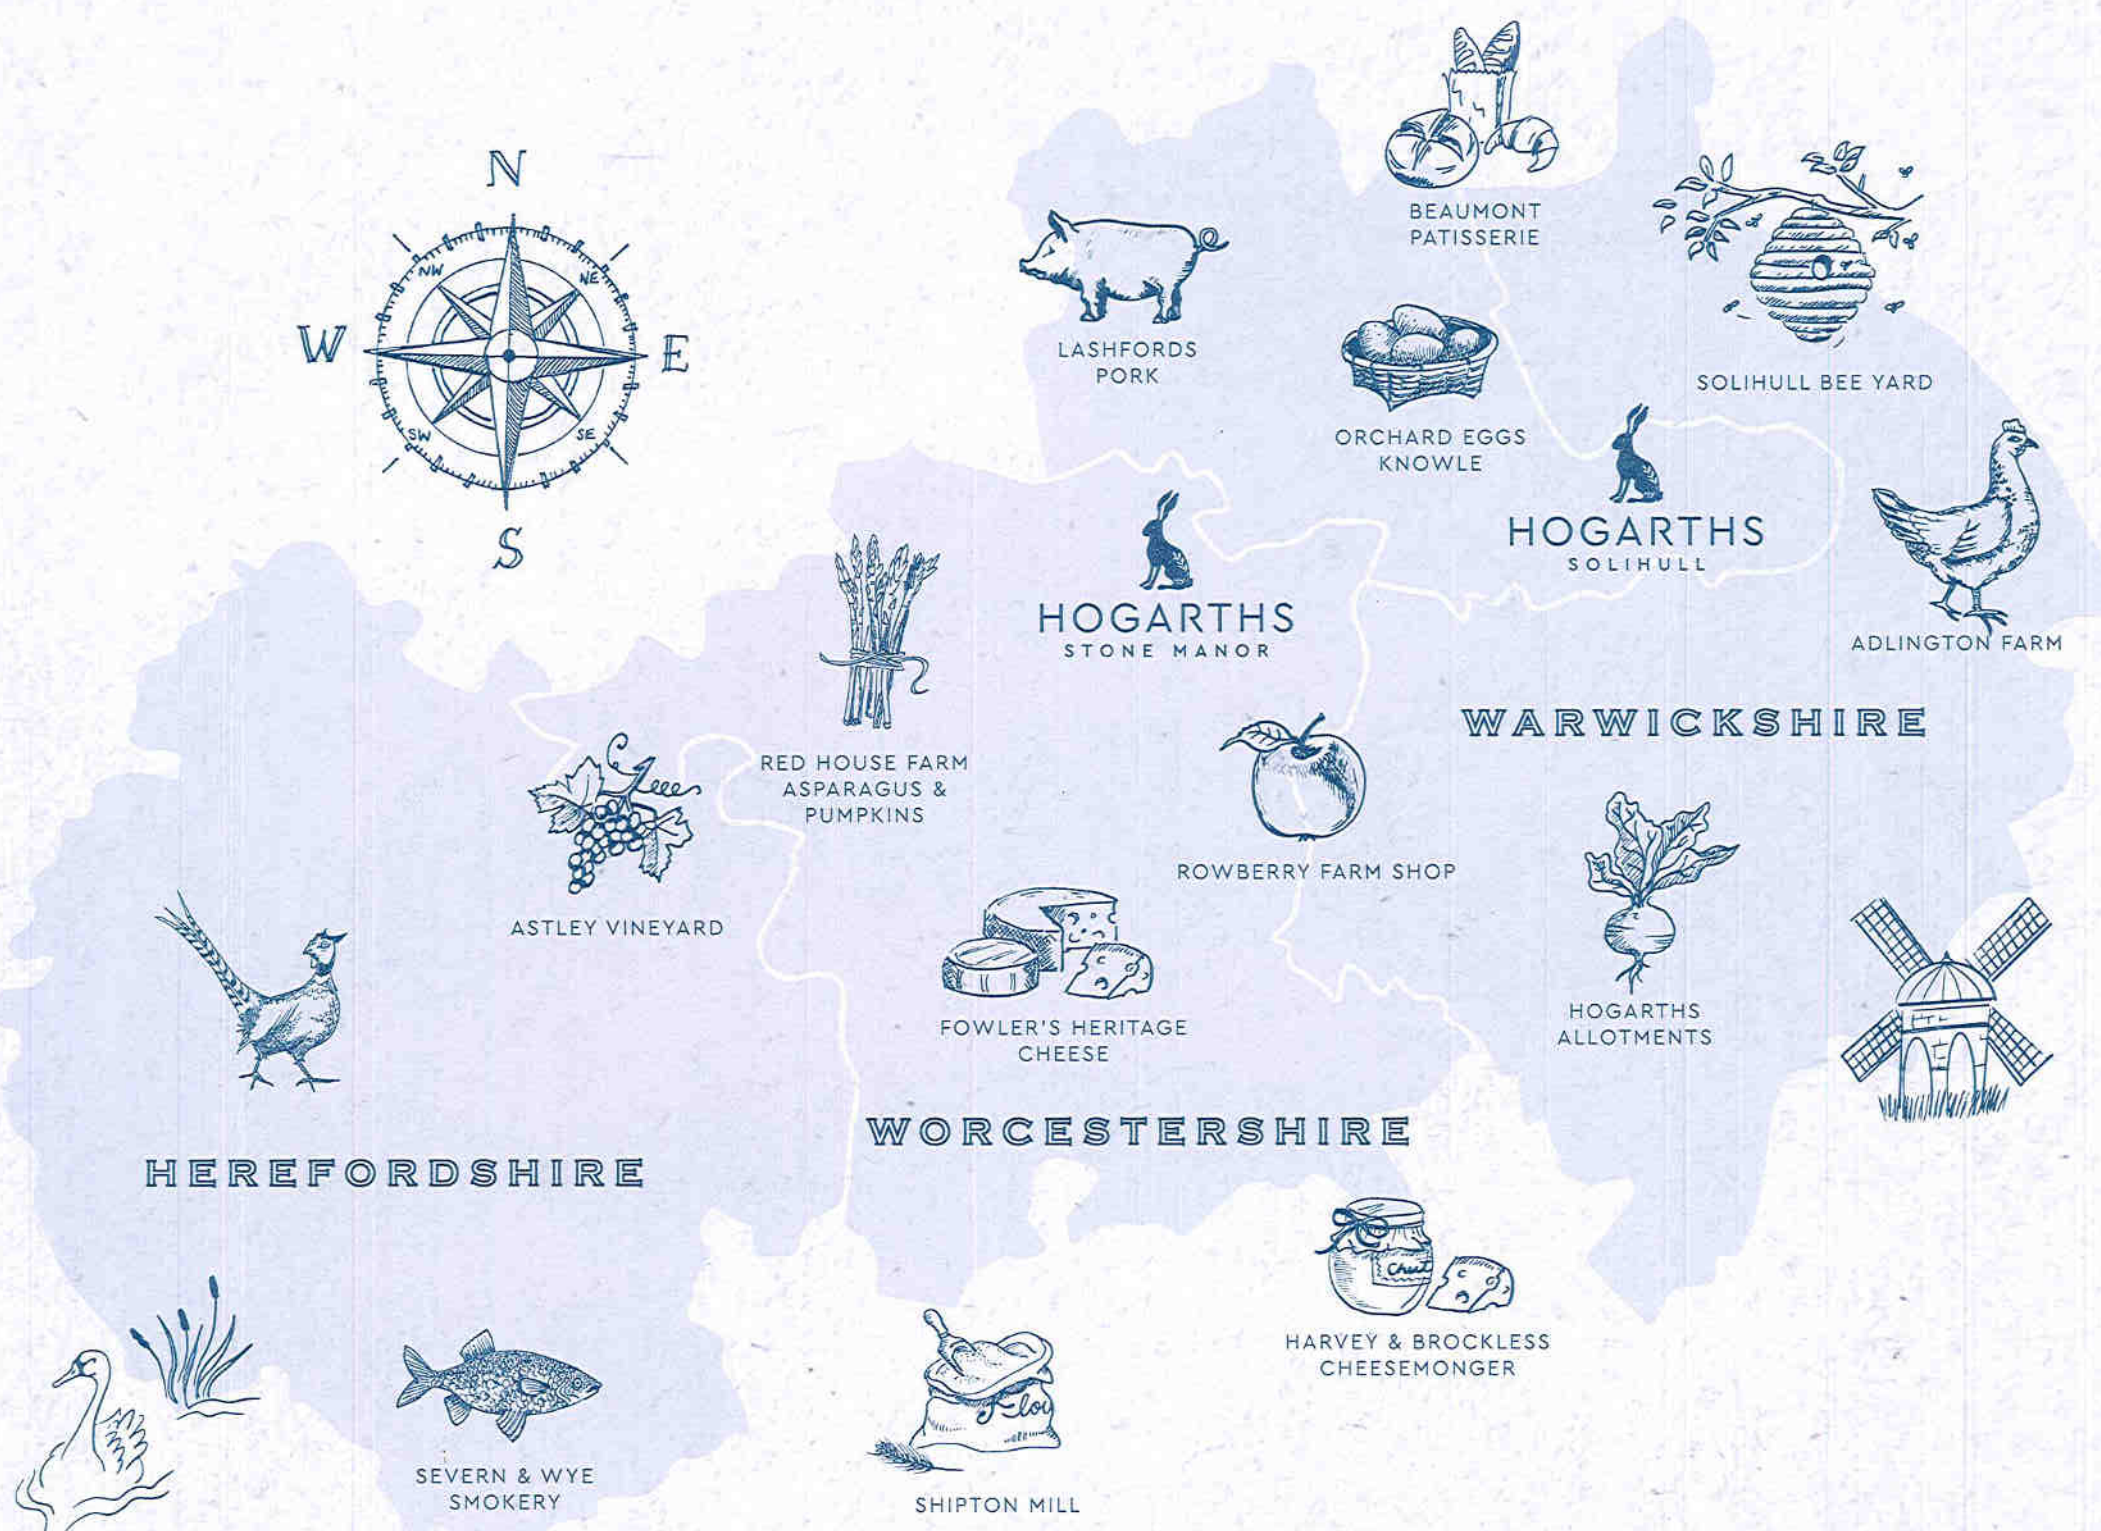 N
NW
NE
W
E
SW
SE
S
BEAUMONT
PATISSERIE
LASHFORDS
PORK
SOLIHULL BEE YARD
ORCHARD EGGS
KNOWLE
HOGARTHS
SOLIHULL
HOGARTHS
STONE MANOR
ADLINGTON FARM
WARWICKSHIRE
RED HOUSE FARM
ASPARAGUS &
PUMPKINS
ROWBERRY FARM SHOP
ASTLEY VINEYARD
HOGARTHS
ALLOTMENTS
FOWLER'S HERITAGE
CHEESE
WORCESTERSHIRE
HEREFORDSHIRE
Chut
HARVEY & BROCKLESS
CHEESEMONGER
Flou
SEVERN & WYE
SMOKERY
SHIPTON MILL